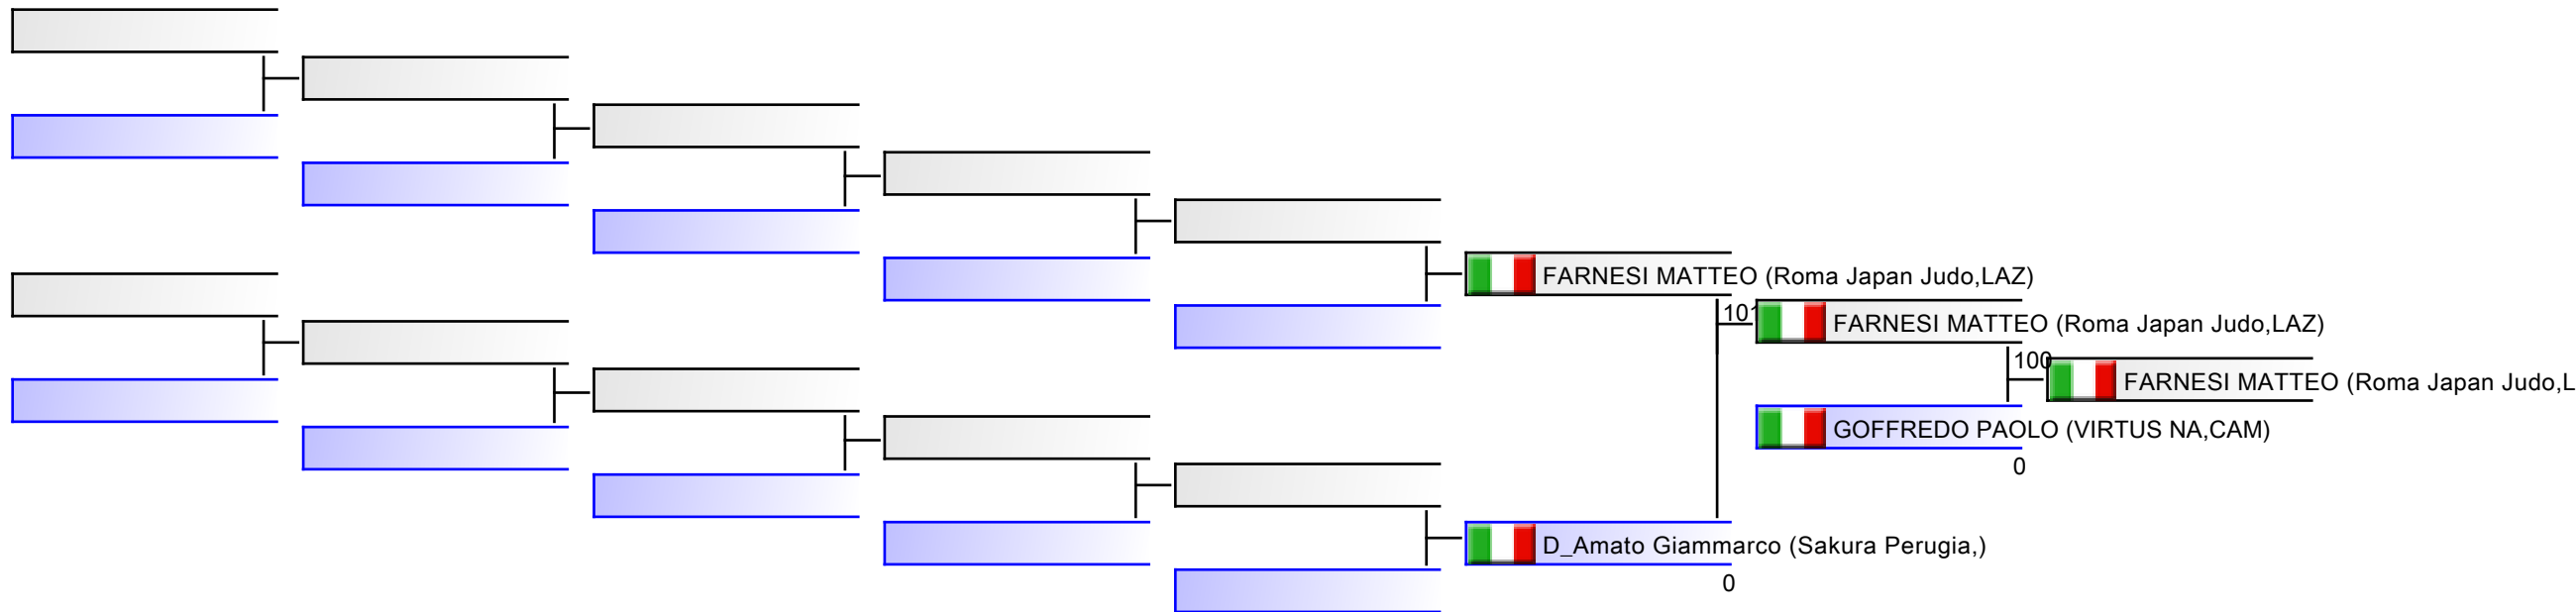 FARNESI MATTEO (Roma Japan Judo,LAZ)
101
FARNESI MATTEO (Roma Japan Judo,LAZ)
100
FARNESI MATTEO (Roma Japan Judo,L
GOFFREDO PAOLO (VIRTUS NA,CAM)
0
D_Amato Giammarco (Sakura Perugia,)
0